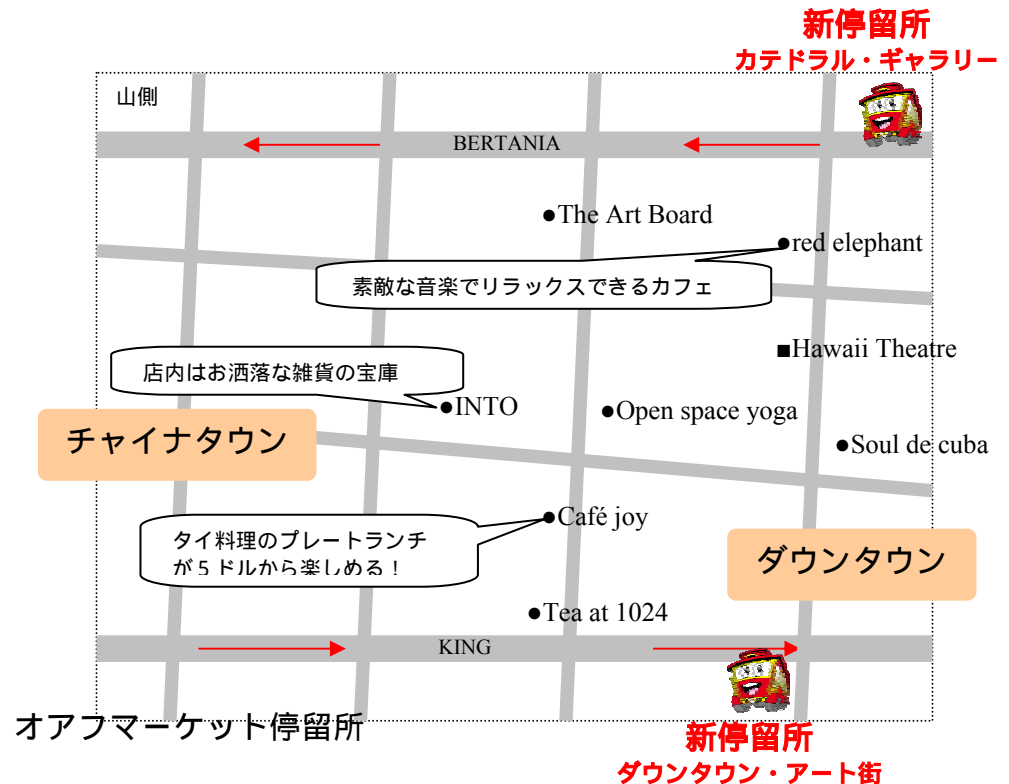 新停留所
カテドラル・ギャラリー
山側
BERTANIA
●The Art Board
●red elephant
素敵な音楽でリラックスできるカフェ
■Hawaii Theatre
店内はお洒落な雑貨の宝庫
●INTO
●Open space yoga
チャイナタウン
●Soul de cuba
●Café joy
タイ料理のプレートランチ
が5ドルから楽しめる！
ダウンタウン
●Tea at 1024
KING
オアフマーケット停留所
新停留所
ダウンタウン・アート街